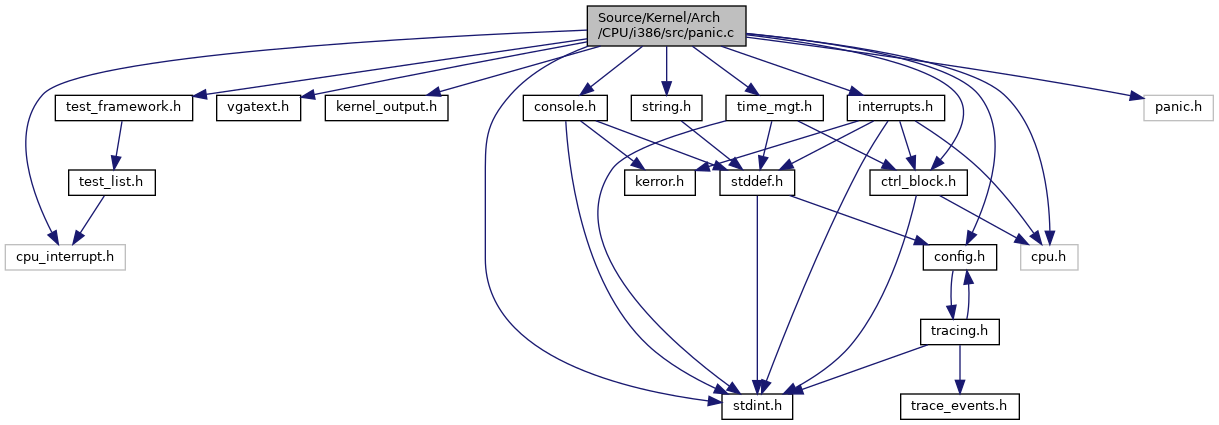 Source/Kernel/Arch
/CPU/i386/src/panic.c
test_framework.h
vgatext.h
kernel_output.h
console.h
string.h
time_mgt.h
interrupts.h
panic.h
test_list.h
kerror.h
stddef.h
ctrl_block.h
cpu_interrupt.h
config.h
cpu.h
tracing.h
stdint.h
trace_events.h